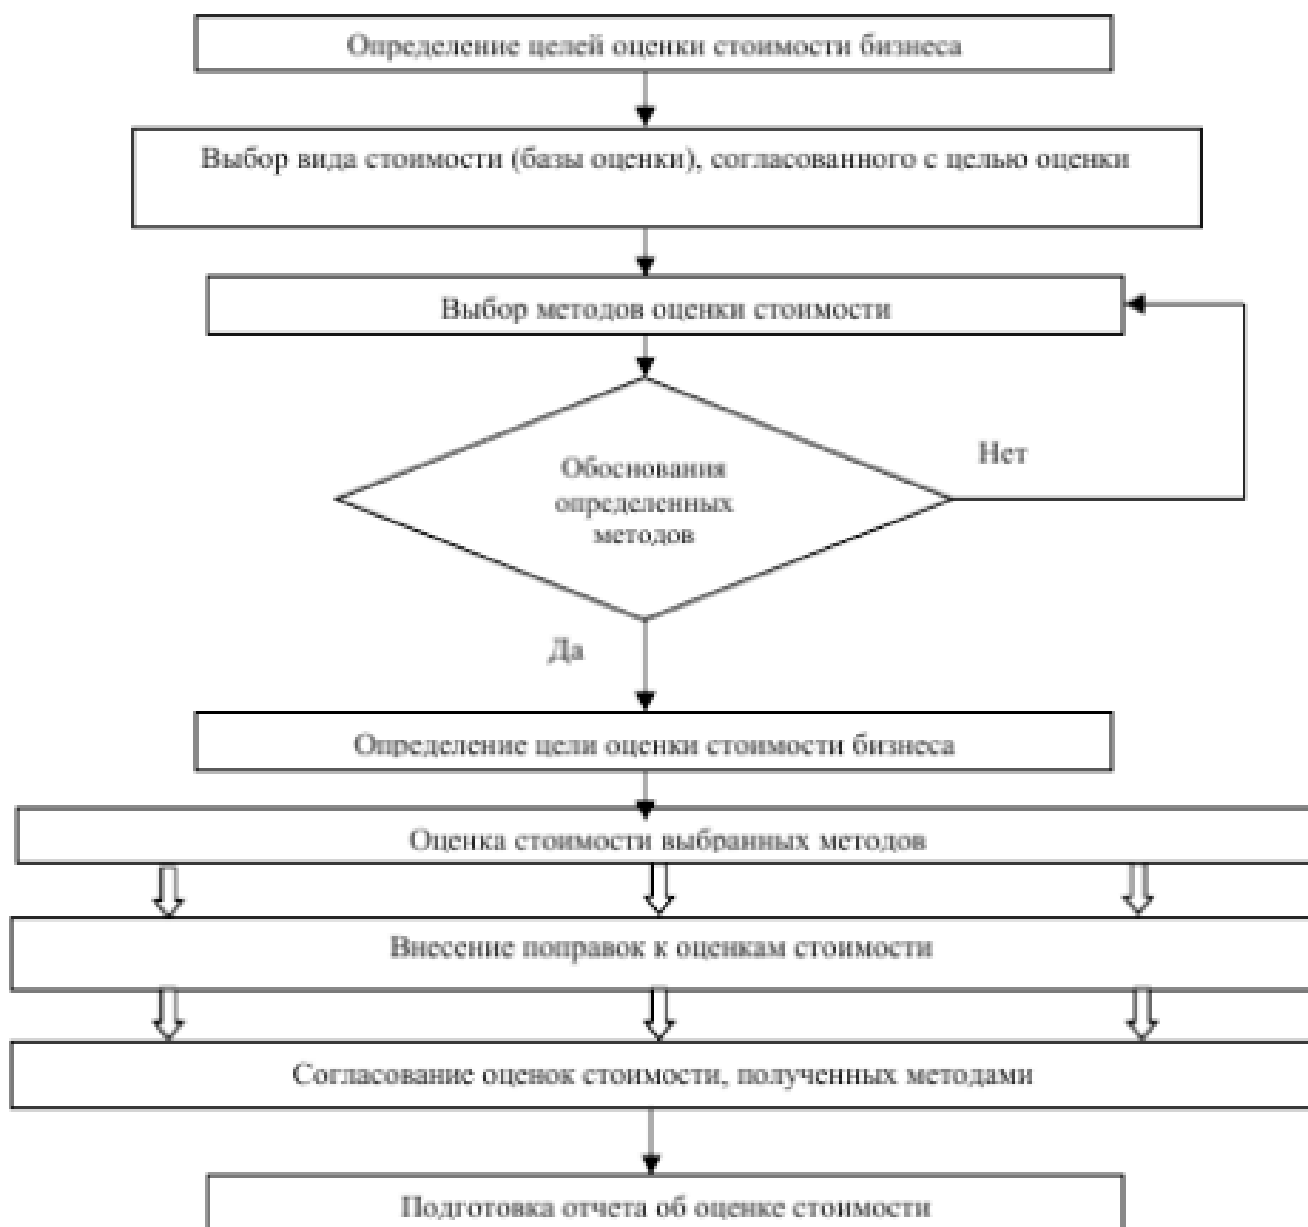 Определение целей оценки стоимости бизнеса
Выбор вида стоимости (базы оценки), согласованного с целью оценки
Выбор методов оценки стоимости
Обоснования
определенных
методов
Нет
Да
Определение цели оценки стоимости бизнеса
Оценка стоимости выбранных методов
Внесение поправок к оценкам стоимости
Согласование оценок стоимости, полученных методами
Подготовка отчета об оценке стоимости